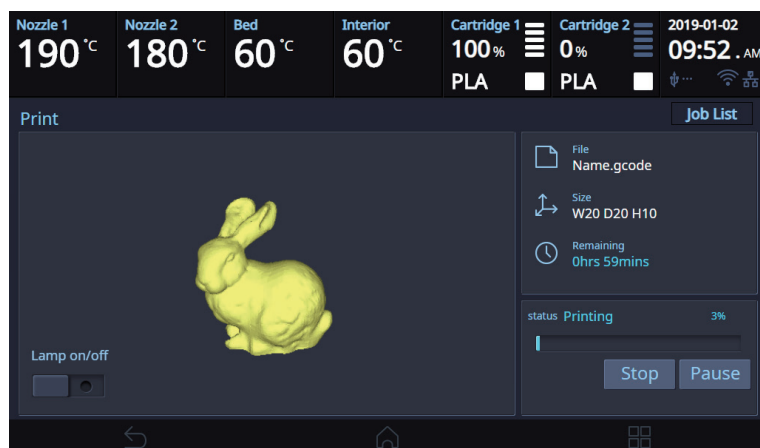 Nozzle 1
190 °C
Nozzle 2
180 °C
Bed
60 °C
Interior
60 °C
Cartridge 1
100 %
PLA
Cartridge 2
0 %
PLA
2019-01-02
09:52 . AM
Print
Job List
File
Name.gcode
Size
W20 D20 H10
Remaining
0hrs 59mins
status Printing 3%
Lamp on/off
Stop Pause